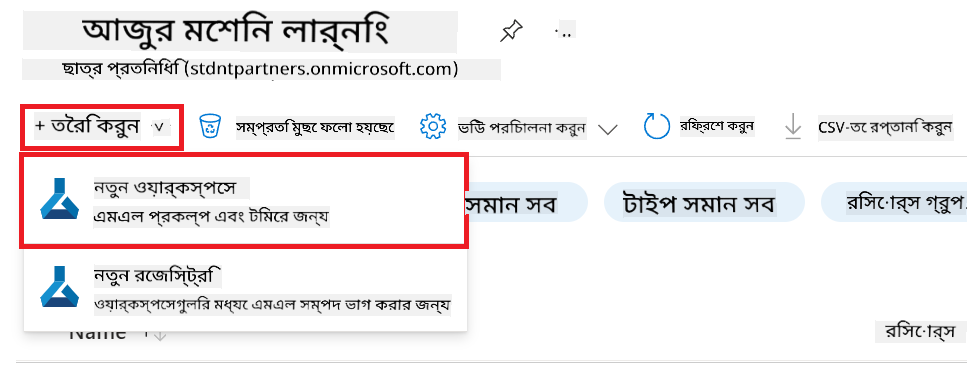 আজুর মেশিন লার্নিং
ছাত্র প্রতিনিধি (stdntpartners.onmicrosoft.com)
+ তৈরি করুন
সম্প্রতি মুছে ফেলা হয়েছে
ভিউ পরিচালনা করুন
রিফ্রেশ করুন
CSV-তে রপ্তানি করুন
নতুন ওয়ার্কস্পেস
এমএল প্রকল্প এবং টিমের জন্য
সমান সব
টাইপ সমান সব
রিসোর্স গ্রুপ
নতুন রেজিস্ট্রি
ওয়ার্কস্পেসগুলির মধ্যে এমএল সম্পদ ভাগ করার জন্য
Name
রিসোর্স